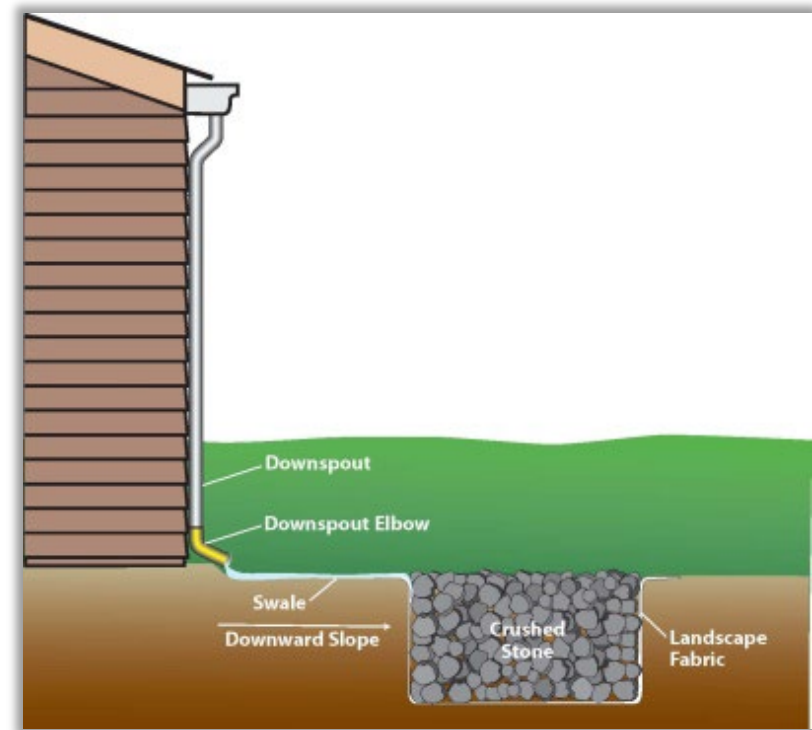 Downspout
Downspout Elbow
Swale
Downward Slope
Crushed
Stone
Landscape
Fabric